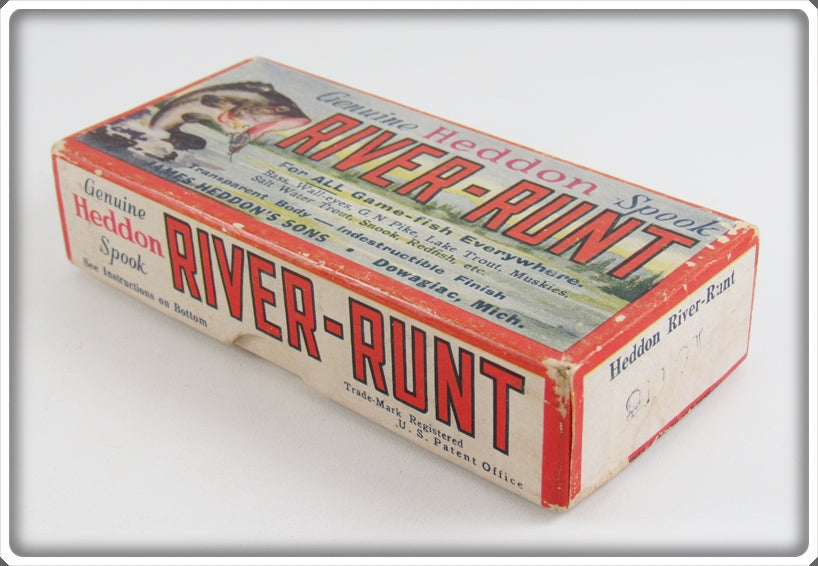 Genuine Heddon Spook
RIVER-RUNT
For ALL Game-fish Everywhere.
Bass, Wall-eyes, G.N Pike, Lake Trout, Muskies,
Salt Water Trout, Snook, Redfish, etc.
Transparent Body — Indestructible Finish
JAMES HEDDON'S SONS • Dowagiac, Mich.
Genuine
Heddon
Spook
RIVER-RUNT
See Instructions on Bottom
Trade-Mark Registered
U. S. Patent Office
Heddon River-Runt